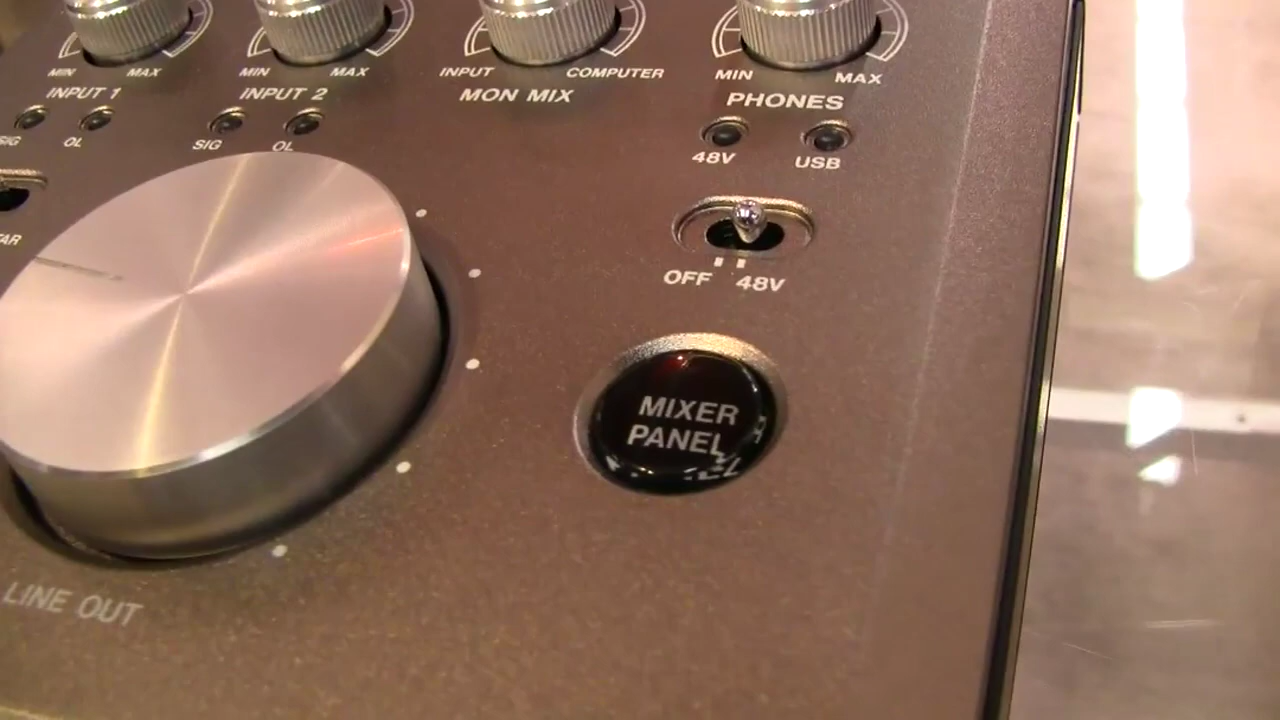 MIN MAX MIN MAX INPUT COMPUTER MIN MAX
INPUT 1 INPUT 2 MON MIX PHONES
SIG OL SIG OL 48V USB
TAR
OFF 48V
MIXER
PANEL
LINE OUT